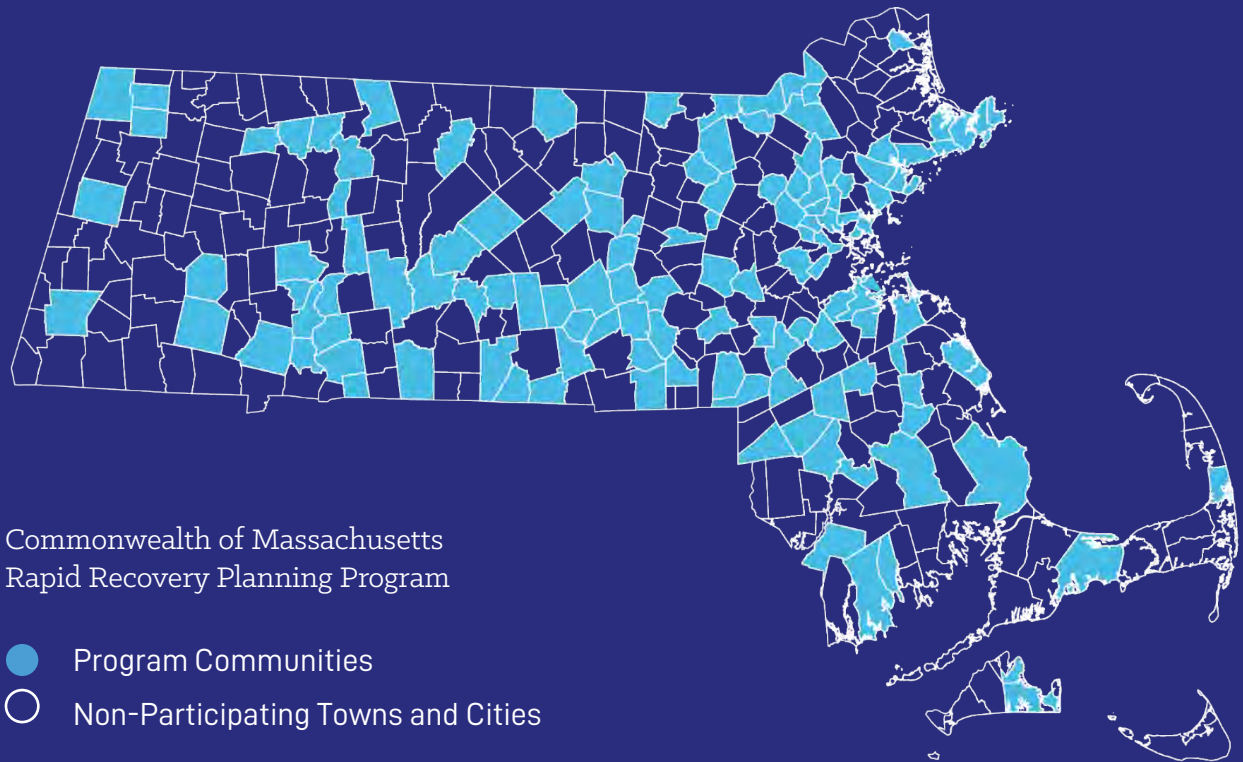 Commonwealth of Massachusetts
Rapid Recovery Planning Program
Program Communities
Non-Participating Towns and Cities